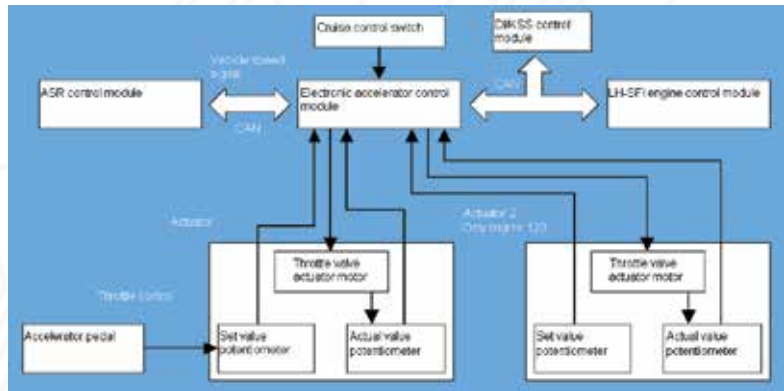 Cruise control switch
DI/KSS control
module
Vehicle speed
signal
ASR control module
Electronic accelerator control
module
CAN
LH-SFI engine control module
CAN
Actuator
Actuator 2
Only engine 120
Throttle valve
actuator motor
Throttle valve
actuator motor
Throttle control
Accelerator pedal
Set value
potentiometer
Actual value
potentiometer
Set value
potentiometer
Actual value
potentiometer